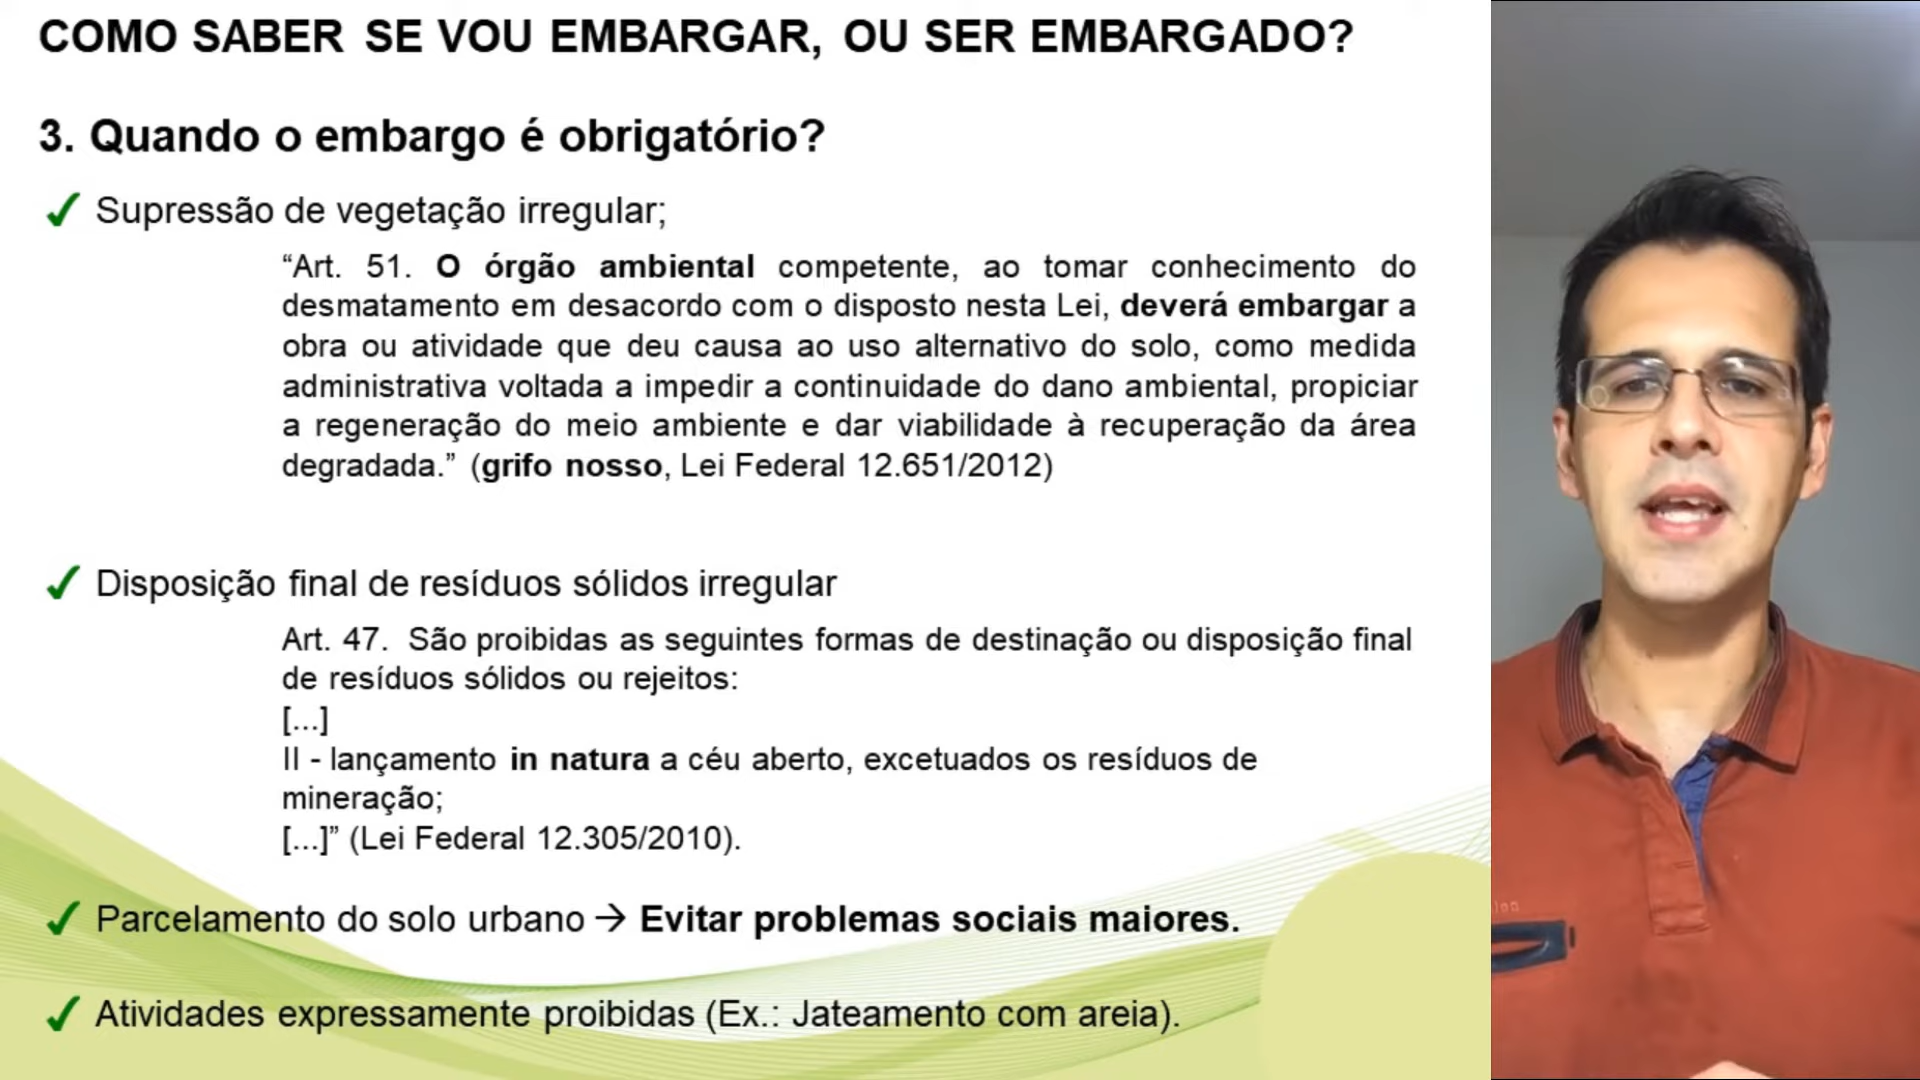 COMO SABER SE VOU EMBARGAR, OU SER EMBARGADO?
3. Quando o embargo é obrigatório?
✓ Supressão de vegetação irregular;
“Art. 51. O órgão ambiental competente, ao tomar conhecimento do
desmatamento em desacordo com o disposto nesta Lei, deverá embargar a
obra ou atividade que deu causa ao uso alternativo do solo, como medida
administrativa voltada a impedir a continuidade do dano ambiental, propiciar
a regeneração do meio ambiente e dar viabilidade à recuperação da área
degradada.” (grifo nosso, Lei Federal 12.651/2012)
✓ Disposição final de resíduos sólidos irregular
Art. 47. São proibidas as seguintes formas de destinação ou disposição final
de resíduos sólidos ou rejeitos:
[...]
II - lançamento in natura a céu aberto, excetuados os resíduos de
mineração;
[...]” (Lei Federal 12.305/2010).
✓ Parcelamento do solo urbano → Evitar problemas sociais maiores.
✓ Atividades expressamente proibidas (Ex.: Jateamento com areia).